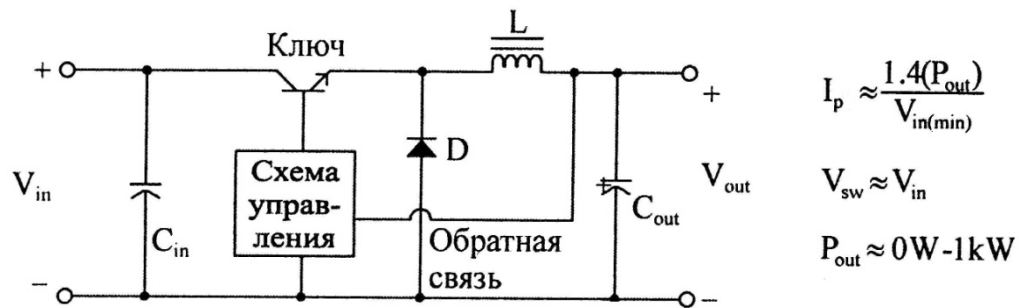 Ключ
L
+
+
D
V_in
C_in
Схема
управ-
ления
Обратная
связь
C_out
+
V_out
−
−
I_p ≈ 1.4(P_out) / V_in(min)
V_sw ≈ V_in
P_out ≈ 0W-1kW